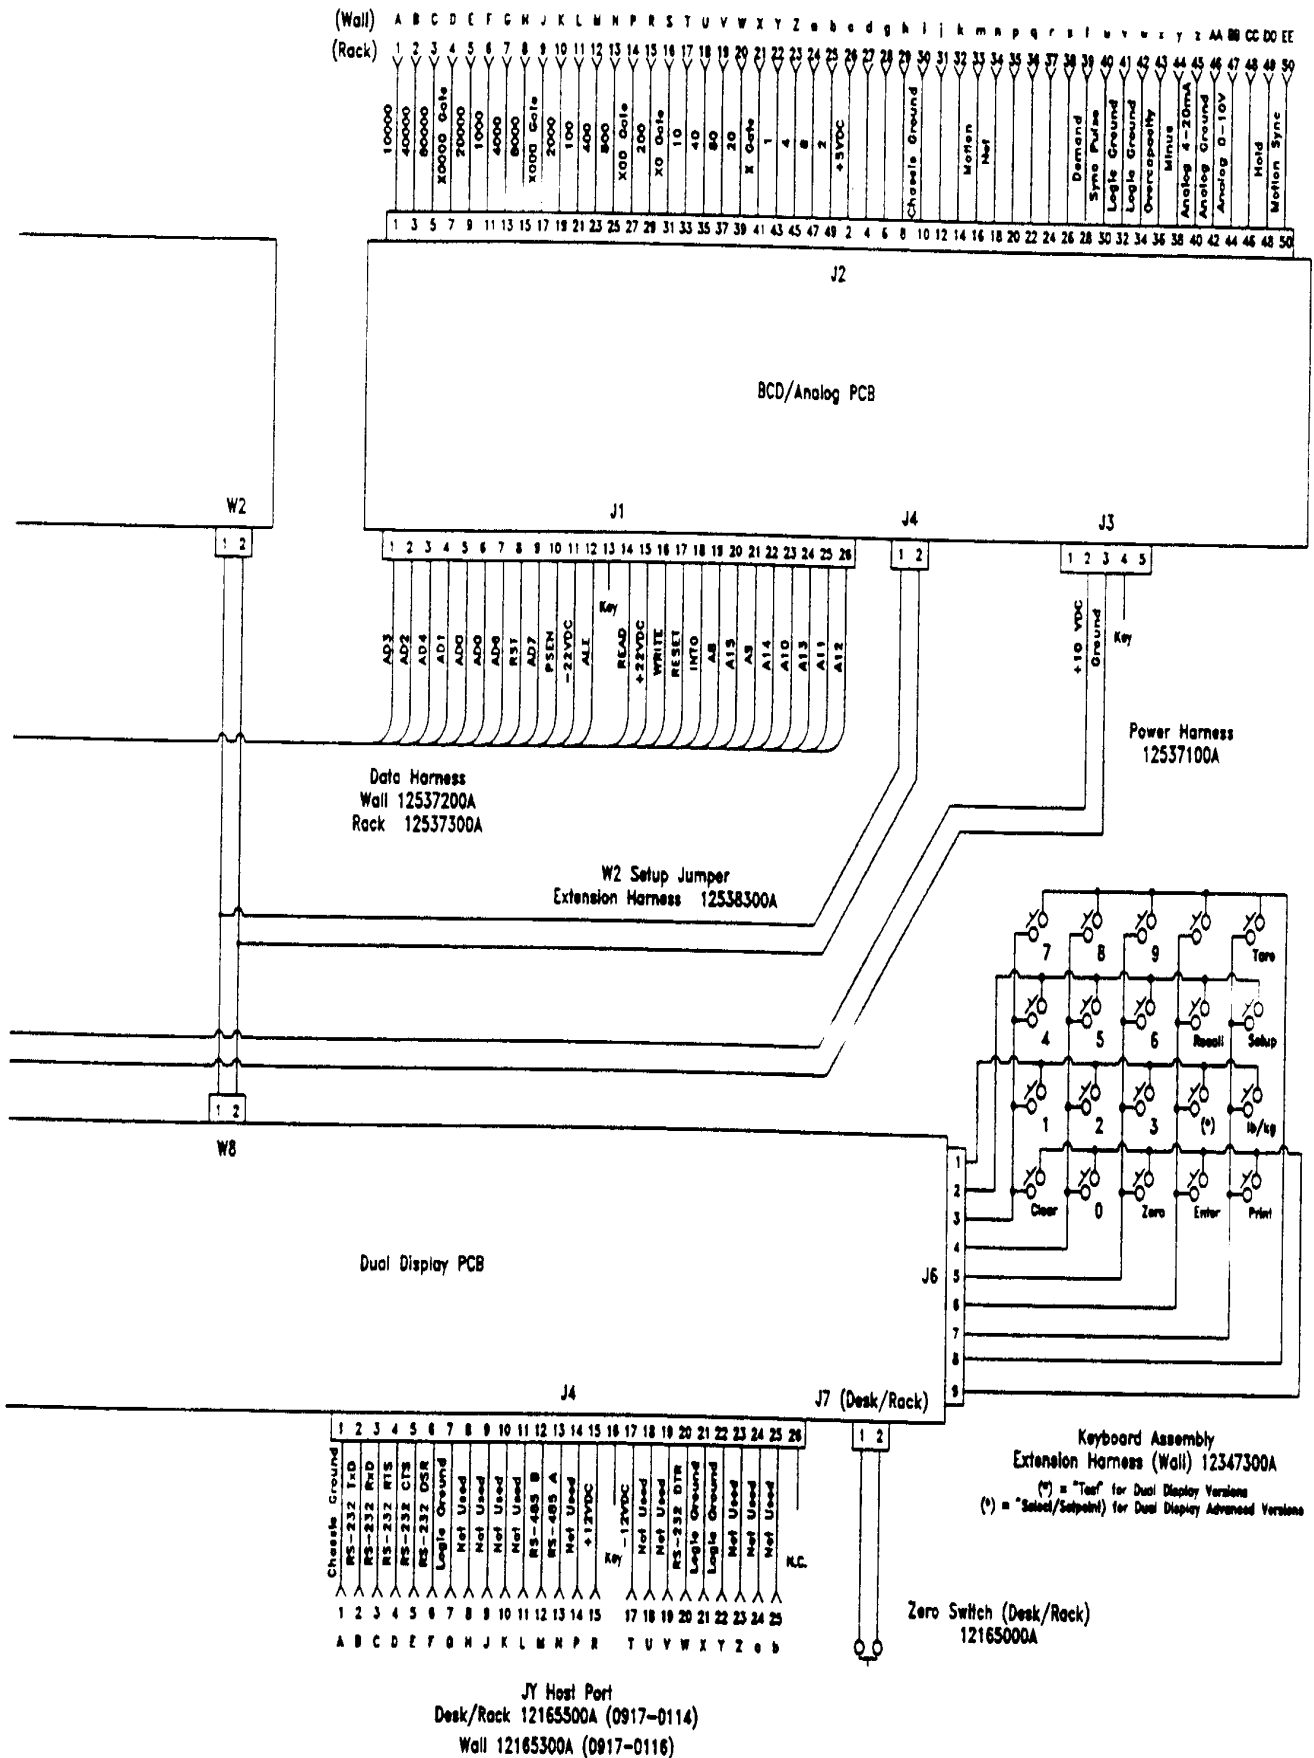 (Wall) A B C D E F G H J K L M N P R S T U V W X Y Z a b c d g h i j k m n p q r s t u v w x y z AA BB CC DD EE
(Rack) 1 2 3 4 5 6 7 8 9 10 11 12 13 14 15 16 17 18 19 20 21 22 23 24 25 26 27 28 29 30 31 32 33 34 35 36 37 38 39 40 41 42 43 44 45 46 47 48 49 50
10000
40000
80000
X0000 Gate
20000
1000
4000
8000
X000 Gate
2000
100
400
800
X00 Gate
200
X0 Gate
10
40
80
20
X Gate
1
4
8
2
+5VDC
Chassis Ground
Motion
Net
Demand
Sync Pulse
Logic Ground
Logic Ground
Overcapacity
Minus
Analog 4-20mA
Analog Ground
Analog 0-10V
Hold
Motion Sync
1 3 5 7 9 11 13 15 17 19 21 23 25 27 29 31 33 35 37 39 41 43 45 47 49 2 4 6 8 10 12 14 16 18 20 22 24 26 28 30 32 34 36 38 40 42 44 46 48 50
J2
BCD/Analog PCB
W2
J1
J4
J3
1 2
1 2 3 4 5 6 7 8 9 10 11 12 13 14 15 16 17 18 19 20 21 22 23 24 25 26
1 2
1 2 3 4 5
Key
AD3
AD2
AD4
AD1
AD0
AD6
RST
AD7
PSEN
-22VDC
ALE
READ
+22VDC
WRITE
RESET
INT0
A8
A15
A9
A14
A10
A13
A11
A12
+10 VDC
Ground
Key
Power Harness
12537100A
Data Harness
Wall 12537200A
Rack 12537300A
W2 Setup Jumper
Extension Harness 12538300A
7 8 9 Tare
4 5 6 Recall Setup
1 2 3 (*) lb/kg
Clear 0 Zero Enter Print
1 2
W8
1
2
3
4
5
6
7
8
9
J6
Dual Display PCB
J4
J7 (Desk/Rack)
1 2 3 4 5 6 7 8 9 10 11 12 13 14 15 16 17 18 19 20 21 22 23 24 25 26
1 2
Chassis Ground
RS-232 TxD
RS-232 RxD
RS-232 RTS
RS-232 CTS
RS-232 DSR
Logic Ground
Not Used
Not Used
Not Used
Not Used
RS-485 B
RS-485 A
Not Used
+12VDC
Key
-12VDC
Not Used
Not Used
RS-232 DTR
Logic Ground
Logic Ground
Not Used
Not Used
Not Used
N.C.
1 2 3 4 5 6 7 8 9 10 11 12 13 14 15 17 18 19 20 21 22 23 24 25
A B C D E F G H J K L M N P R T U V W X Y Z a b
Keyboard Assembly
Extension Harness (Wall) 12347300A
(*) = "Test" for Dual Display Versions
(*) = "Select/Setpoint) for Dual Display Advanced Versions
Zero Switch (Desk/Rack)
12165000A
JY Host Port
Desk/Rack 12165500A (0917-0114)
Wall 12165300A (0917-0116)